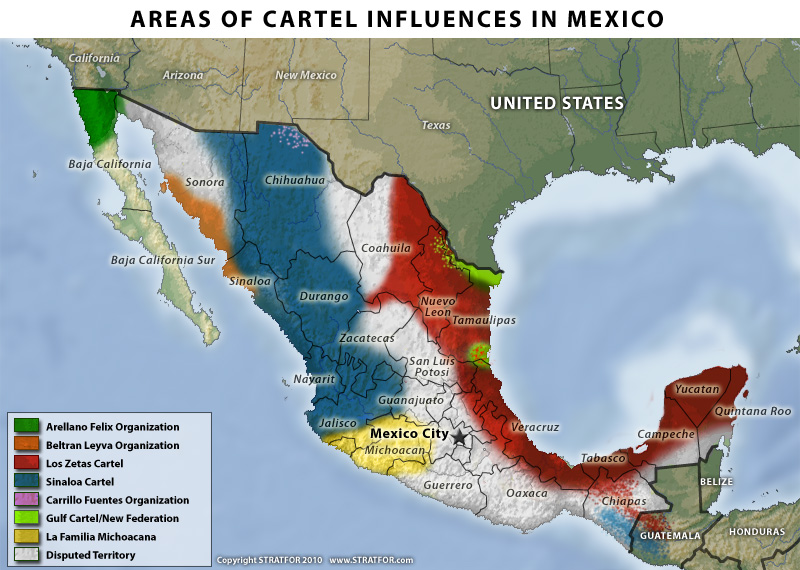 AREAS OF CARTEL INFLUENCES IN MEXICO
California
Arizona
New Mexico
UNITED STATES
Texas
Baja California
Sonora
Chihuahua
Coahuila
Baja California Sur
Sinaloa
Durango
Nuevo
Leon
Tamaulipas
Zacatecas
San Luis
Potosi
Nayarit
Guanajuato
Yucatan
Quintana Roo
Jalisco
Mexico City
Veracruz
Campeche
Michoacan
Tabasco
Guerrero
Oaxaca
Chiapas
BELIZE
GUATEMALA
HONDURAS
Arellano Felix Organization
Beltran Leyva Organization
Los Zetas Cartel
Sinaloa Cartel
Carrillo Fuentes Organization
Gulf Cartel/New Federation
La Familia Michoacana
Disputed Territory
Copyright STRATFOR 2010 www.STRATFOR.com